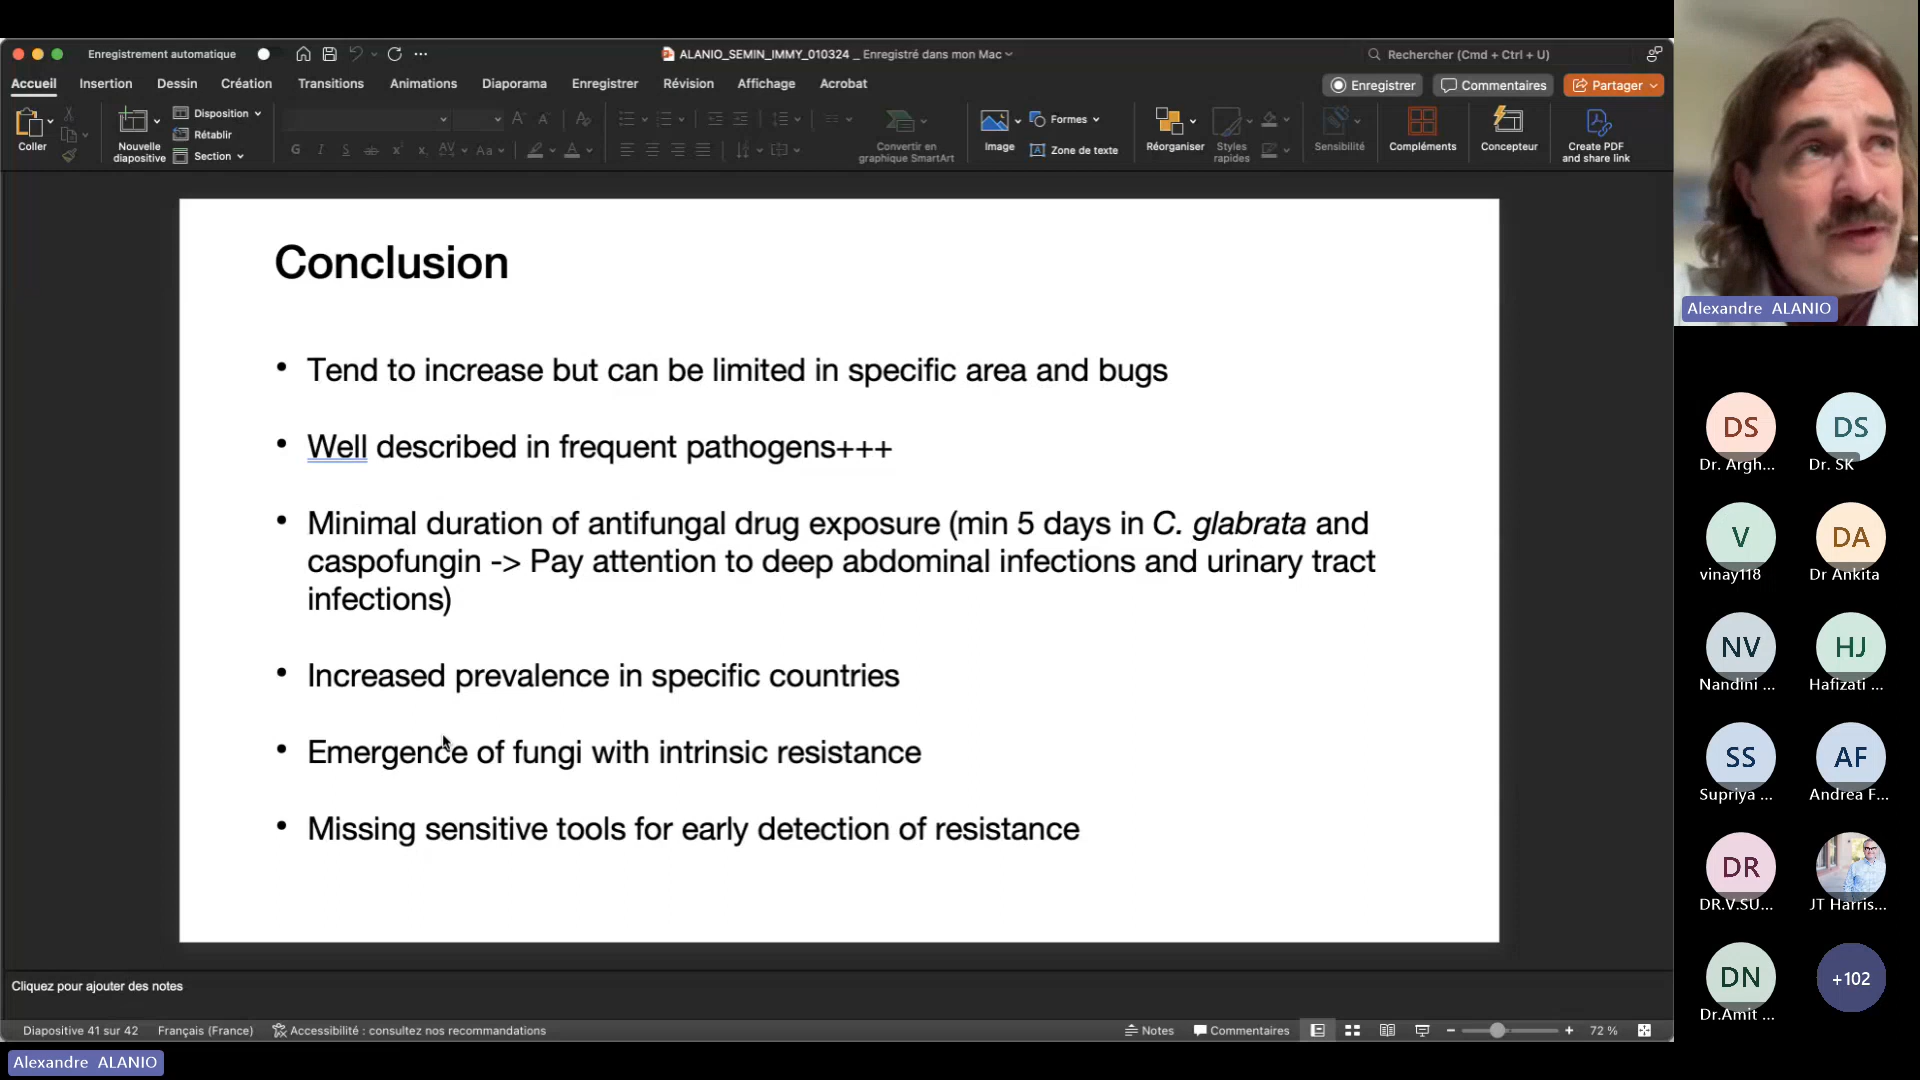 Enregistrement automatique
ALANIO_SEMIN_IMMY_010324 _ Enregistré dans mon Mac
Rechercher (Cmd + Ctrl + U)
Accueil Insertion Dessin Création Transitions Animations Diaporama Enregistrer Révision Affichage Acrobat
Enregistrer Commentaires Partager
Coller
Nouvelle diapositive
Disposition
Rétablir
Section
G I S ab x x AV Aa A
Convertir en graphique SmartArt
Image
Formes
Zone de texte
Réorganiser
Styles rapides
Sensibilité
Compléments
Concepteur
Create PDF and share link
Conclusion
• Tend to increase but can be limited in specific area and bugs
• Well described in frequent pathogens+++
• Minimal duration of antifungal drug exposure (min 5 days in C. glabrata and
caspofungin -> Pay attention to deep abdominal infections and urinary tract
infections)
• Increased prevalence in specific countries
• Emergence of fungi with intrinsic resistance
• Missing sensitive tools for early detection of resistance
Cliquez pour ajouter des notes
Diapositive 41 sur 42 Français (France) Accessibilité : consultez nos recommandations
Notes Commentaires 72 %
Alexandre ALANIO
Alexandre ALANIO
DS DS
Dr. Argh... Dr. SK
V DA
vinay118 Dr Ankita
NV HJ
Nandini ... Hafizati ...
SS AF
Supriya ... Andrea F...
DR
DR.V.SU... JT Harris...
DN +102
Dr.Amit ...